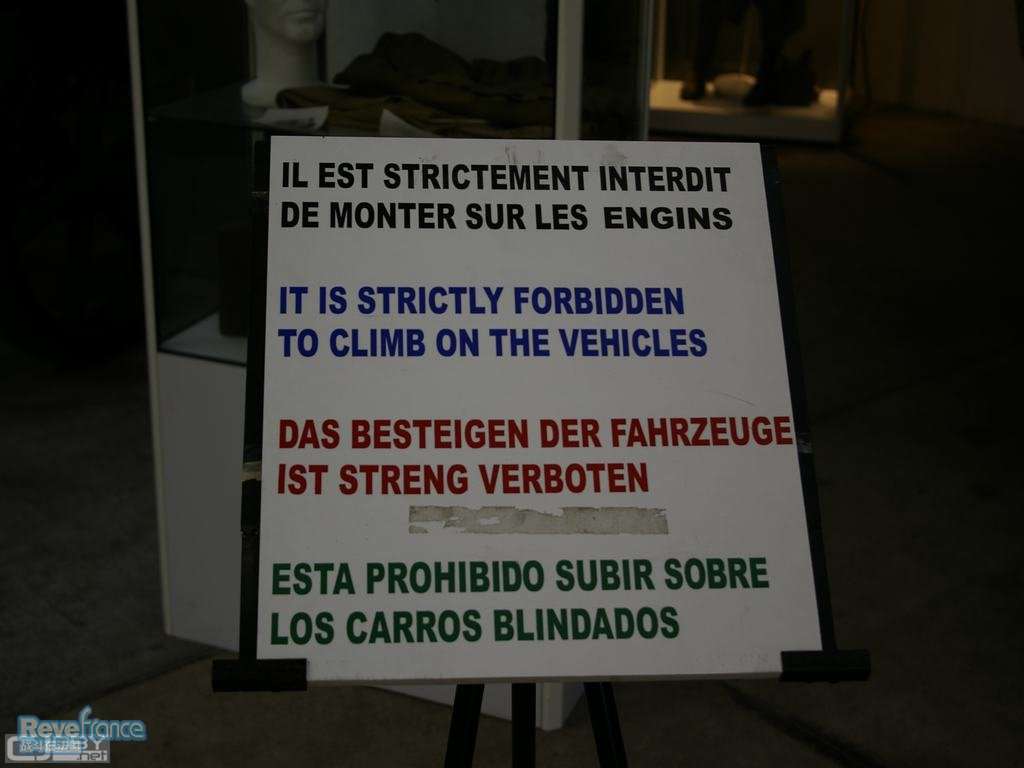 IL EST STRICTEMENT INTERDIT
DE MONTER SUR LES ENGINS
IT IS STRICTLY FORBIDDEN
TO CLIMB ON THE VEHICLES
DAS BESTEIGEN DER FAHRZEUGE
IST STRENG VERBOTEN
ESTA PROHIBIDO SUBIR SOBRE
LOS CARROS BLINDADOS
Revefrance
.net